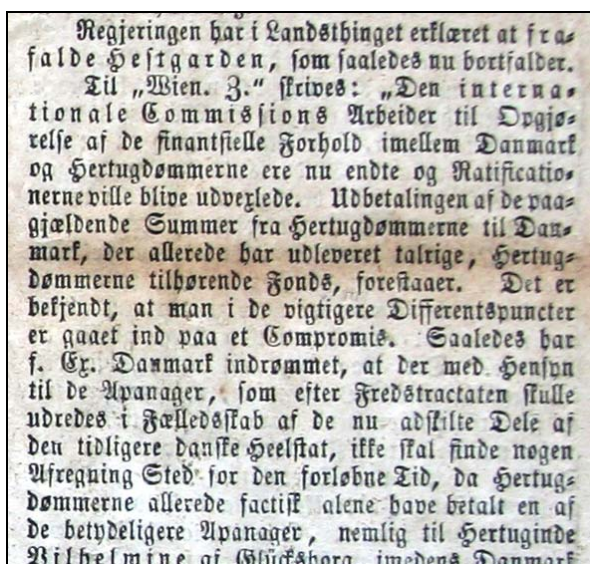 Regjeringen har i Landsthinget erklæret at fra-
falde Hestgarden, som saaledes nu bortfalder.
Til „Wien. Z.“ skrives: „Den interna-
tionale Commissions Arbeider til Opgjø-
relse af de finantsielle Forhold imellem Danmark
og Hertugdømmerne ere nu endte og Ratificatio-
nerne ville blive udvexlede. Udbetalingen af de paa-
gjældende Summer fra Hertugdømmerne til Dan-
mark, der allerede har udleveret talrige, Hertug-
dømmerne tilhørende Fonds, forestaaer. Det er
bekjendt, at man i de vigtigere Differentspuncter
er gaaet ind paa et Compromis. Saaledes har
f. Ex. Danmark indrømmet, at der med Hensyn
til de Apanager, som efter Fredstractaten skulle
udredes i Fælledsskab af de nu adskilte Dele af
den tidligere danske Heelstat, ikke skal finde nogen
Afregning Sted for den forløbne Tid, da Hertug-
dømmerne allerede factisk alene have betalt en af
de betydeligere Apanager, nemlig til Hertuginde
Vilhelmine af Glücksborg, imedens Danmark